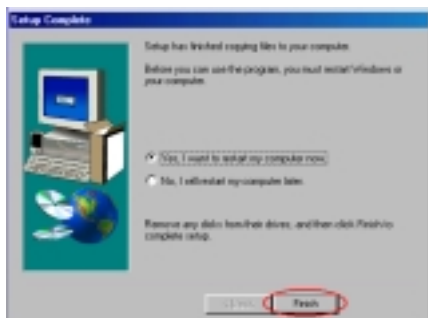 Setup Complete
Setup has finished copying files to your computer.
Before you can use the program, you must restart Windows or
your computer.
Yes, I want to restart my computer now.
No, I will restart my computer later.
Remove any disks from their drives, and then click Finish to
complete setup.
Finish